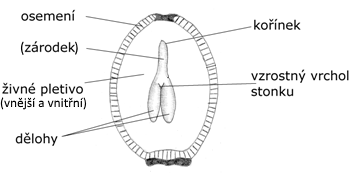 osemení
kořínek
(zárodek)
živné pletivo
(vnější a vnitřní)
vzrostný vrchol
stonku
dělohy